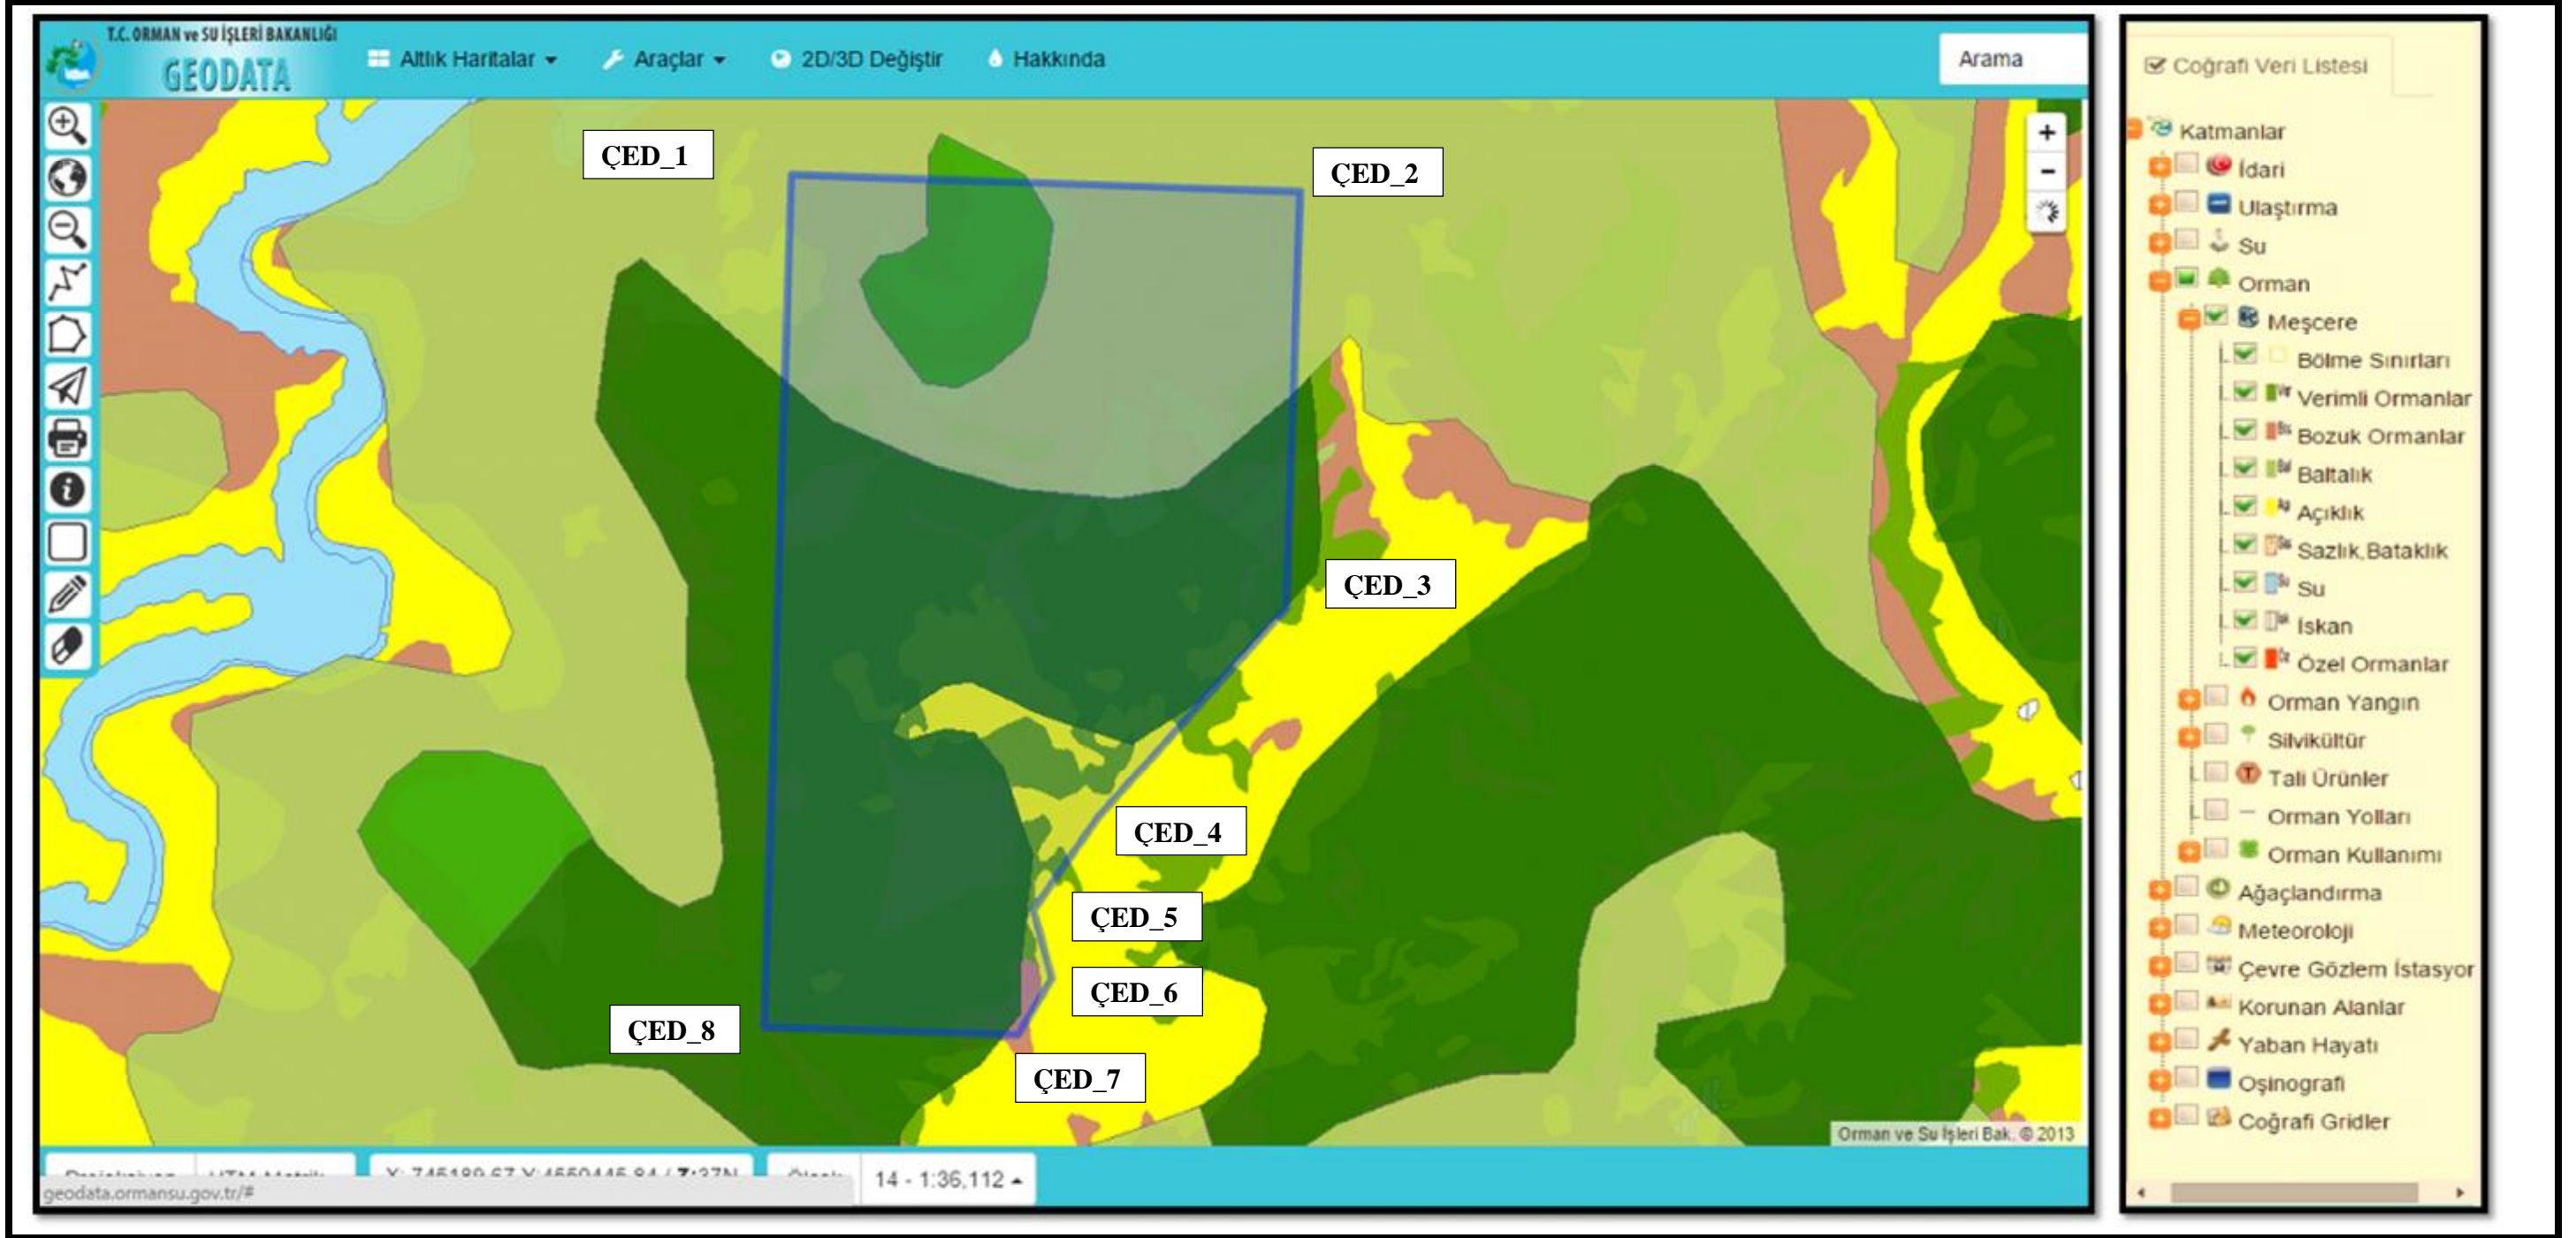 T.C. ORMAN ve SU İŞLERİ BAKANLIĞI
GEODATA
Altlık Haritalar
Araçlar
2D/3D Değiştir
Hakkında
Arama
ÇED_1
ÇED_2
ÇED_3
ÇED_4
ÇED_5
ÇED_6
ÇED_8
ÇED_7
+
-
Orman ve Su İşleri Bak. © 2013
14 - 1:36,112
geodata.ormansu.gov.tr/#
Coğrafi Veri Listesi
Katmanlar
İdari
Ulaştırma
Su
Orman
Meşcere
Bölme Sınırları
Verimli Ormanlar
Bozuk Ormanlar
Baltalık
Açıklık
Sazlık,Bataklık
Su
İskan
Özel Ormanlar
Orman Yangın
Silvikültür
Tali Ürünler
Orman Yolları
Orman Kullanımı
Ağaçlandırma
Meteoroloji
Çevre Gözlem İstasyor
Korunan Alanlar
Yaban Hayatı
Oşinografi
Coğrafi Gridler